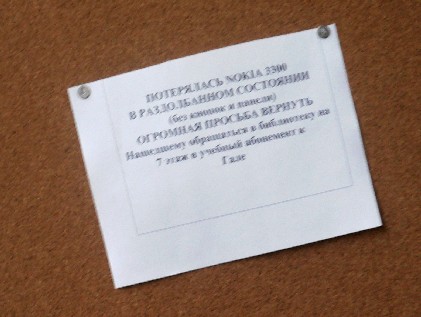 ПОТЕРЯЛАСЬ NOKIA 3300
В РАЗДОЛБАННОМ СОСТОЯНИИ
(без кнопок и панели)
ОГРОМНАЯ ПРОСЬБА ВЕРНУТЬ
Нашедшему обращаться в библиотеку на
7 этаж в учебный абонемент к
Гале